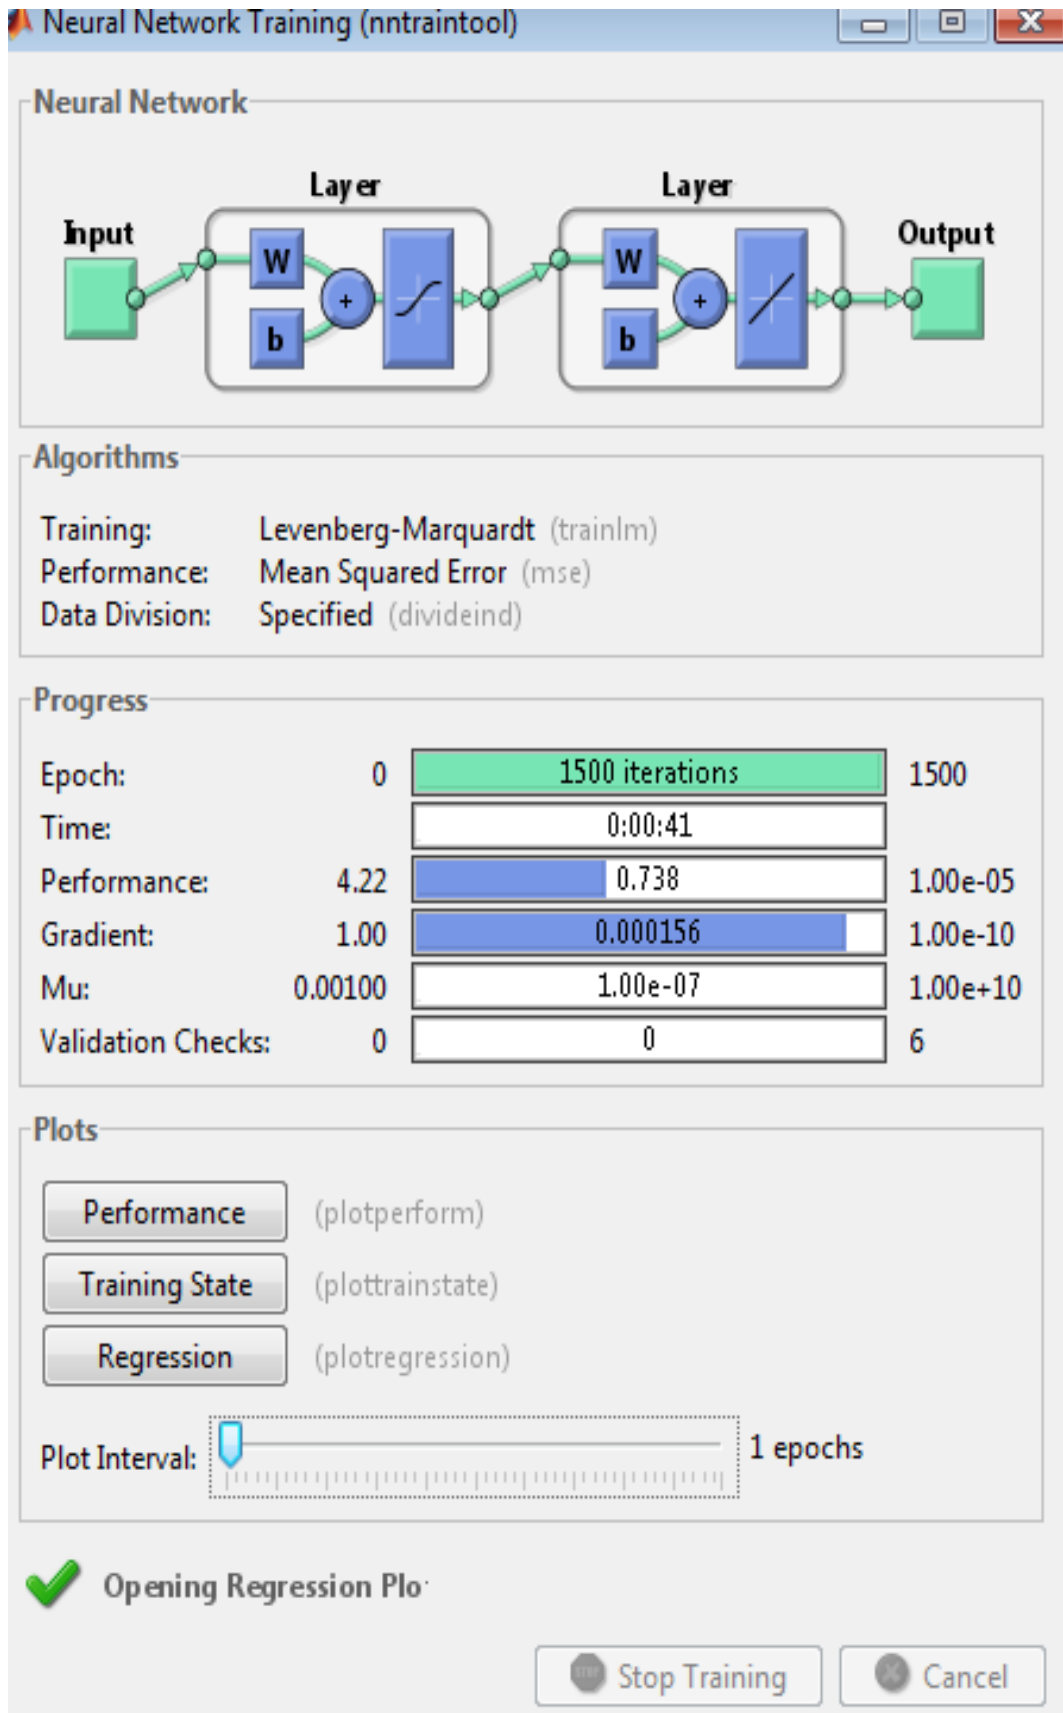 Neural Network Training (nntraintool)
Neural Network
Layer Layer
Input Output
W W
+ +
b b
Algorithms
Training: Levenberg-Marquardt (trainlm)
Performance: Mean Squared Error (mse)
Data Division: Specified (divideind)
Progress
Epoch: 0 1500 iterations 1500
Time: 0:00:41
Performance: 4.22 0.738 1.00e-05
Gradient: 1.00 0.000156 1.00e-10
Mu: 0.00100 1.00e-07 1.00e+10
Validation Checks: 0 0 6
Plots
Performance (plotperform)
Training State (plottrainstate)
Regression (plotregression)
Plot Interval: 1 epochs
Opening Regression Plo
STOP Stop Training Cancel